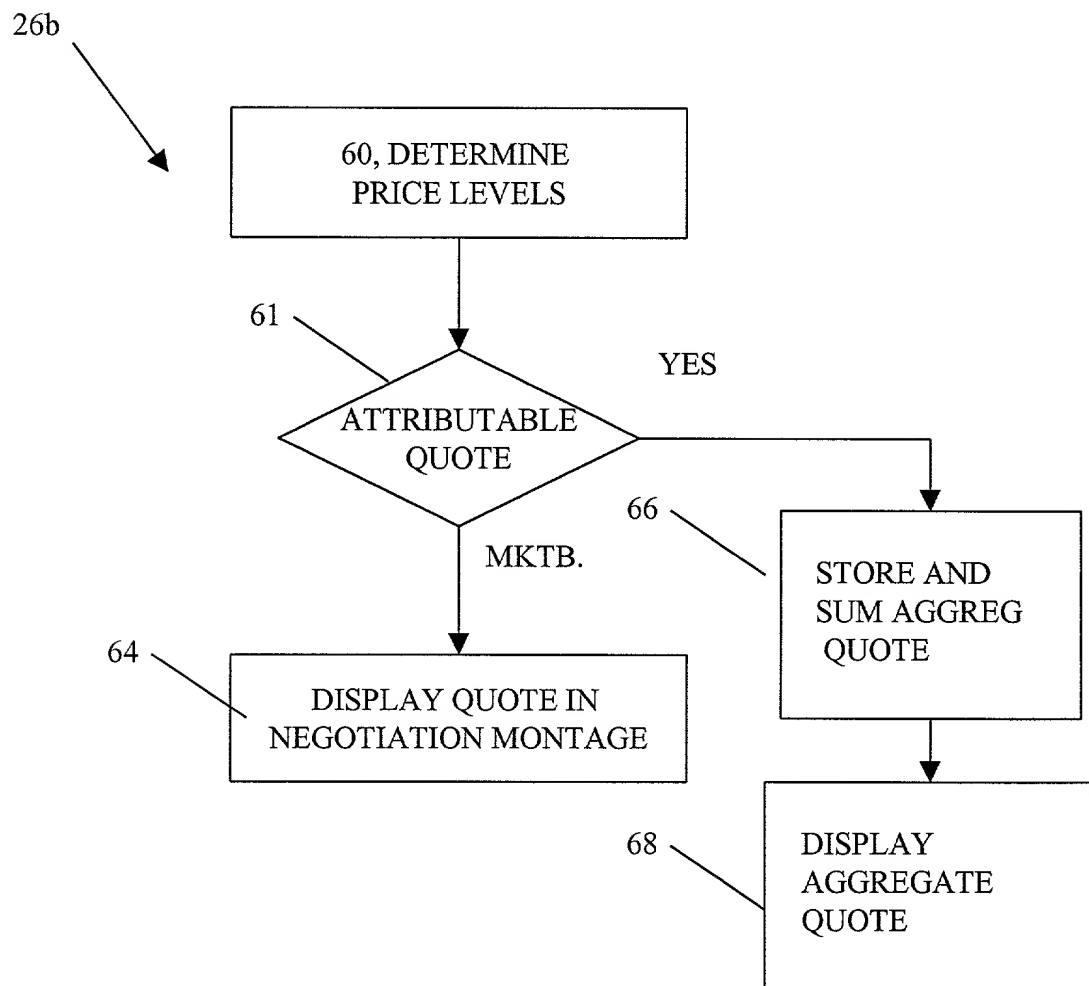 26b
60, DETERMINE
PRICE LEVELS
61
YES
ATTRIBUTABLE
QUOTE
66
MKTB.
STORE AND
SUM AGGREG
QUOTE
64
DISPLAY QUOTE IN
NEGOTIATION MONTAGE
68
DISPLAY
AGGREGATE
QUOTE